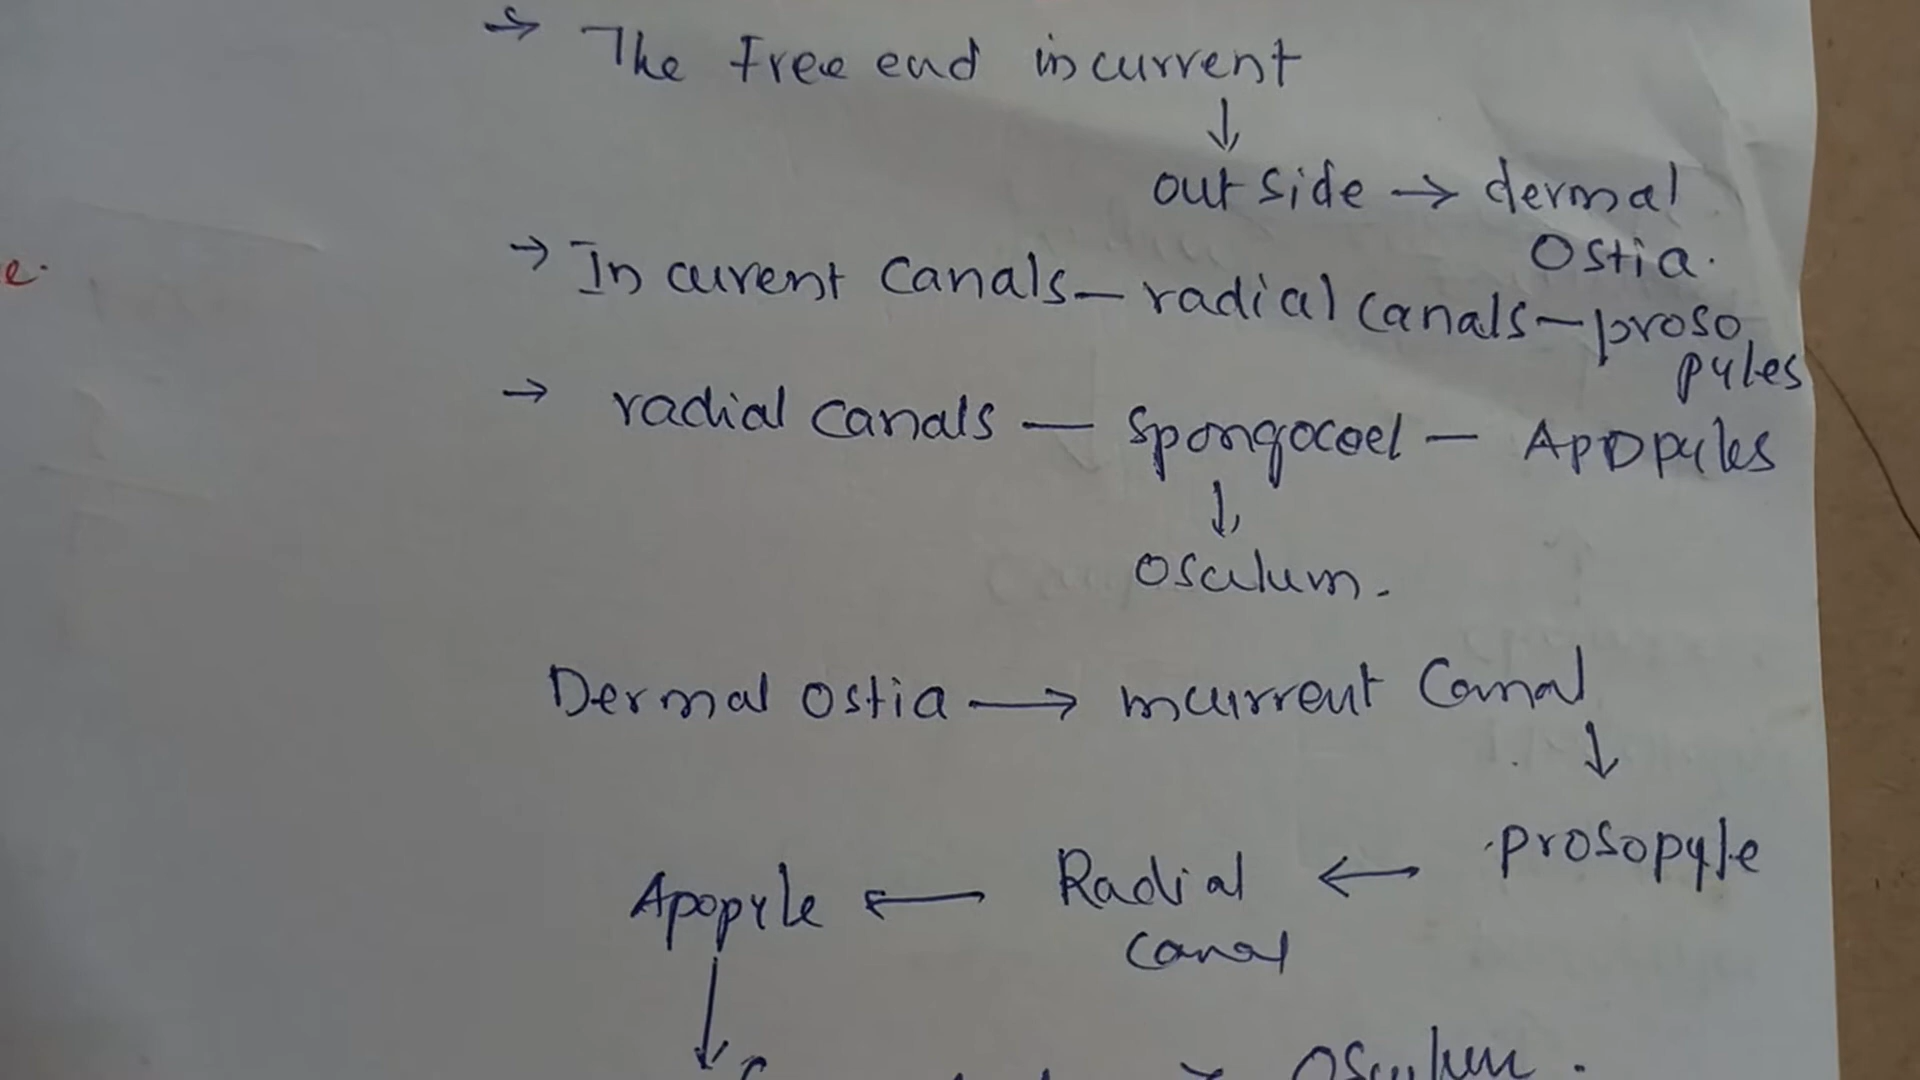 → The Free end incurrent
↓
out side → dermal
Ostia.
→ In curent Canals — radial canals — proso
pyles
→ radial canals — Spongocoel — Apopyles
↓
Osculum.
Dermal ostia → incurrent Canal
↓
prosopyle
Apopyle ← Radial ←
canal
↓
→ Osculum.
e.